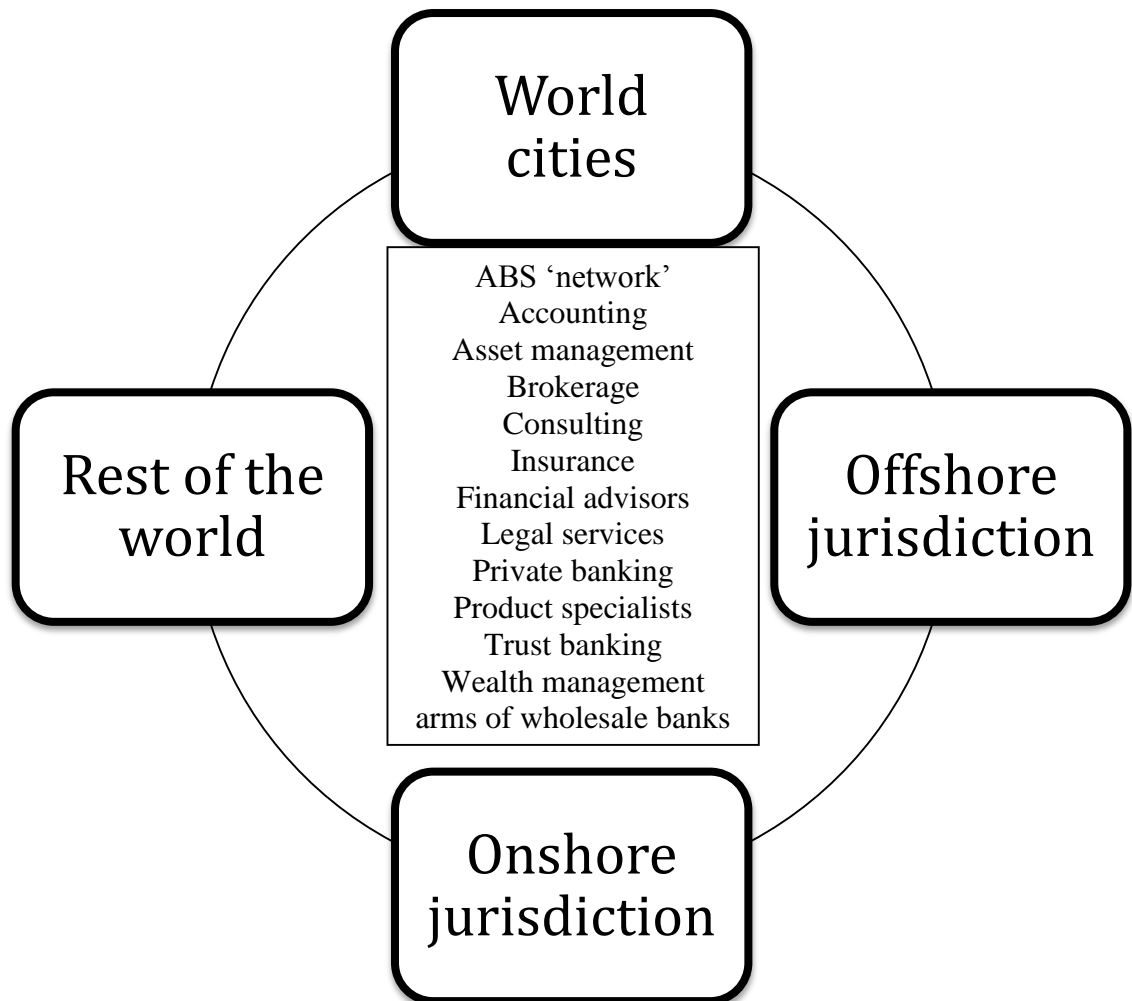 World
cities
ABS ‘network’
Accounting
Asset management
Brokerage
Consulting
Insurance
Financial advisors
Legal services
Private banking
Product specialists
Trust banking
Wealth management
arms of wholesale banks
Rest of the
world
Offshore
jurisdiction
Onshore
jurisdiction